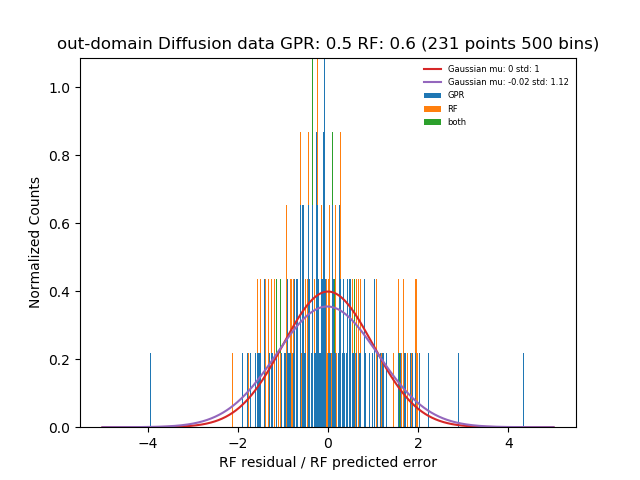 out-domain Diffusion data GPR: 0.5 RF: 0.6 (231 points 500 bins)
Gaussian mu: 0 std: 1
Gaussian mu: -0.02 std: 1.12
GPR
RF
both
Normalized Counts
1.0
0.8
0.6
0.4
0.2
0.0
−4
−2
0
2
4
RF residual / RF predicted error